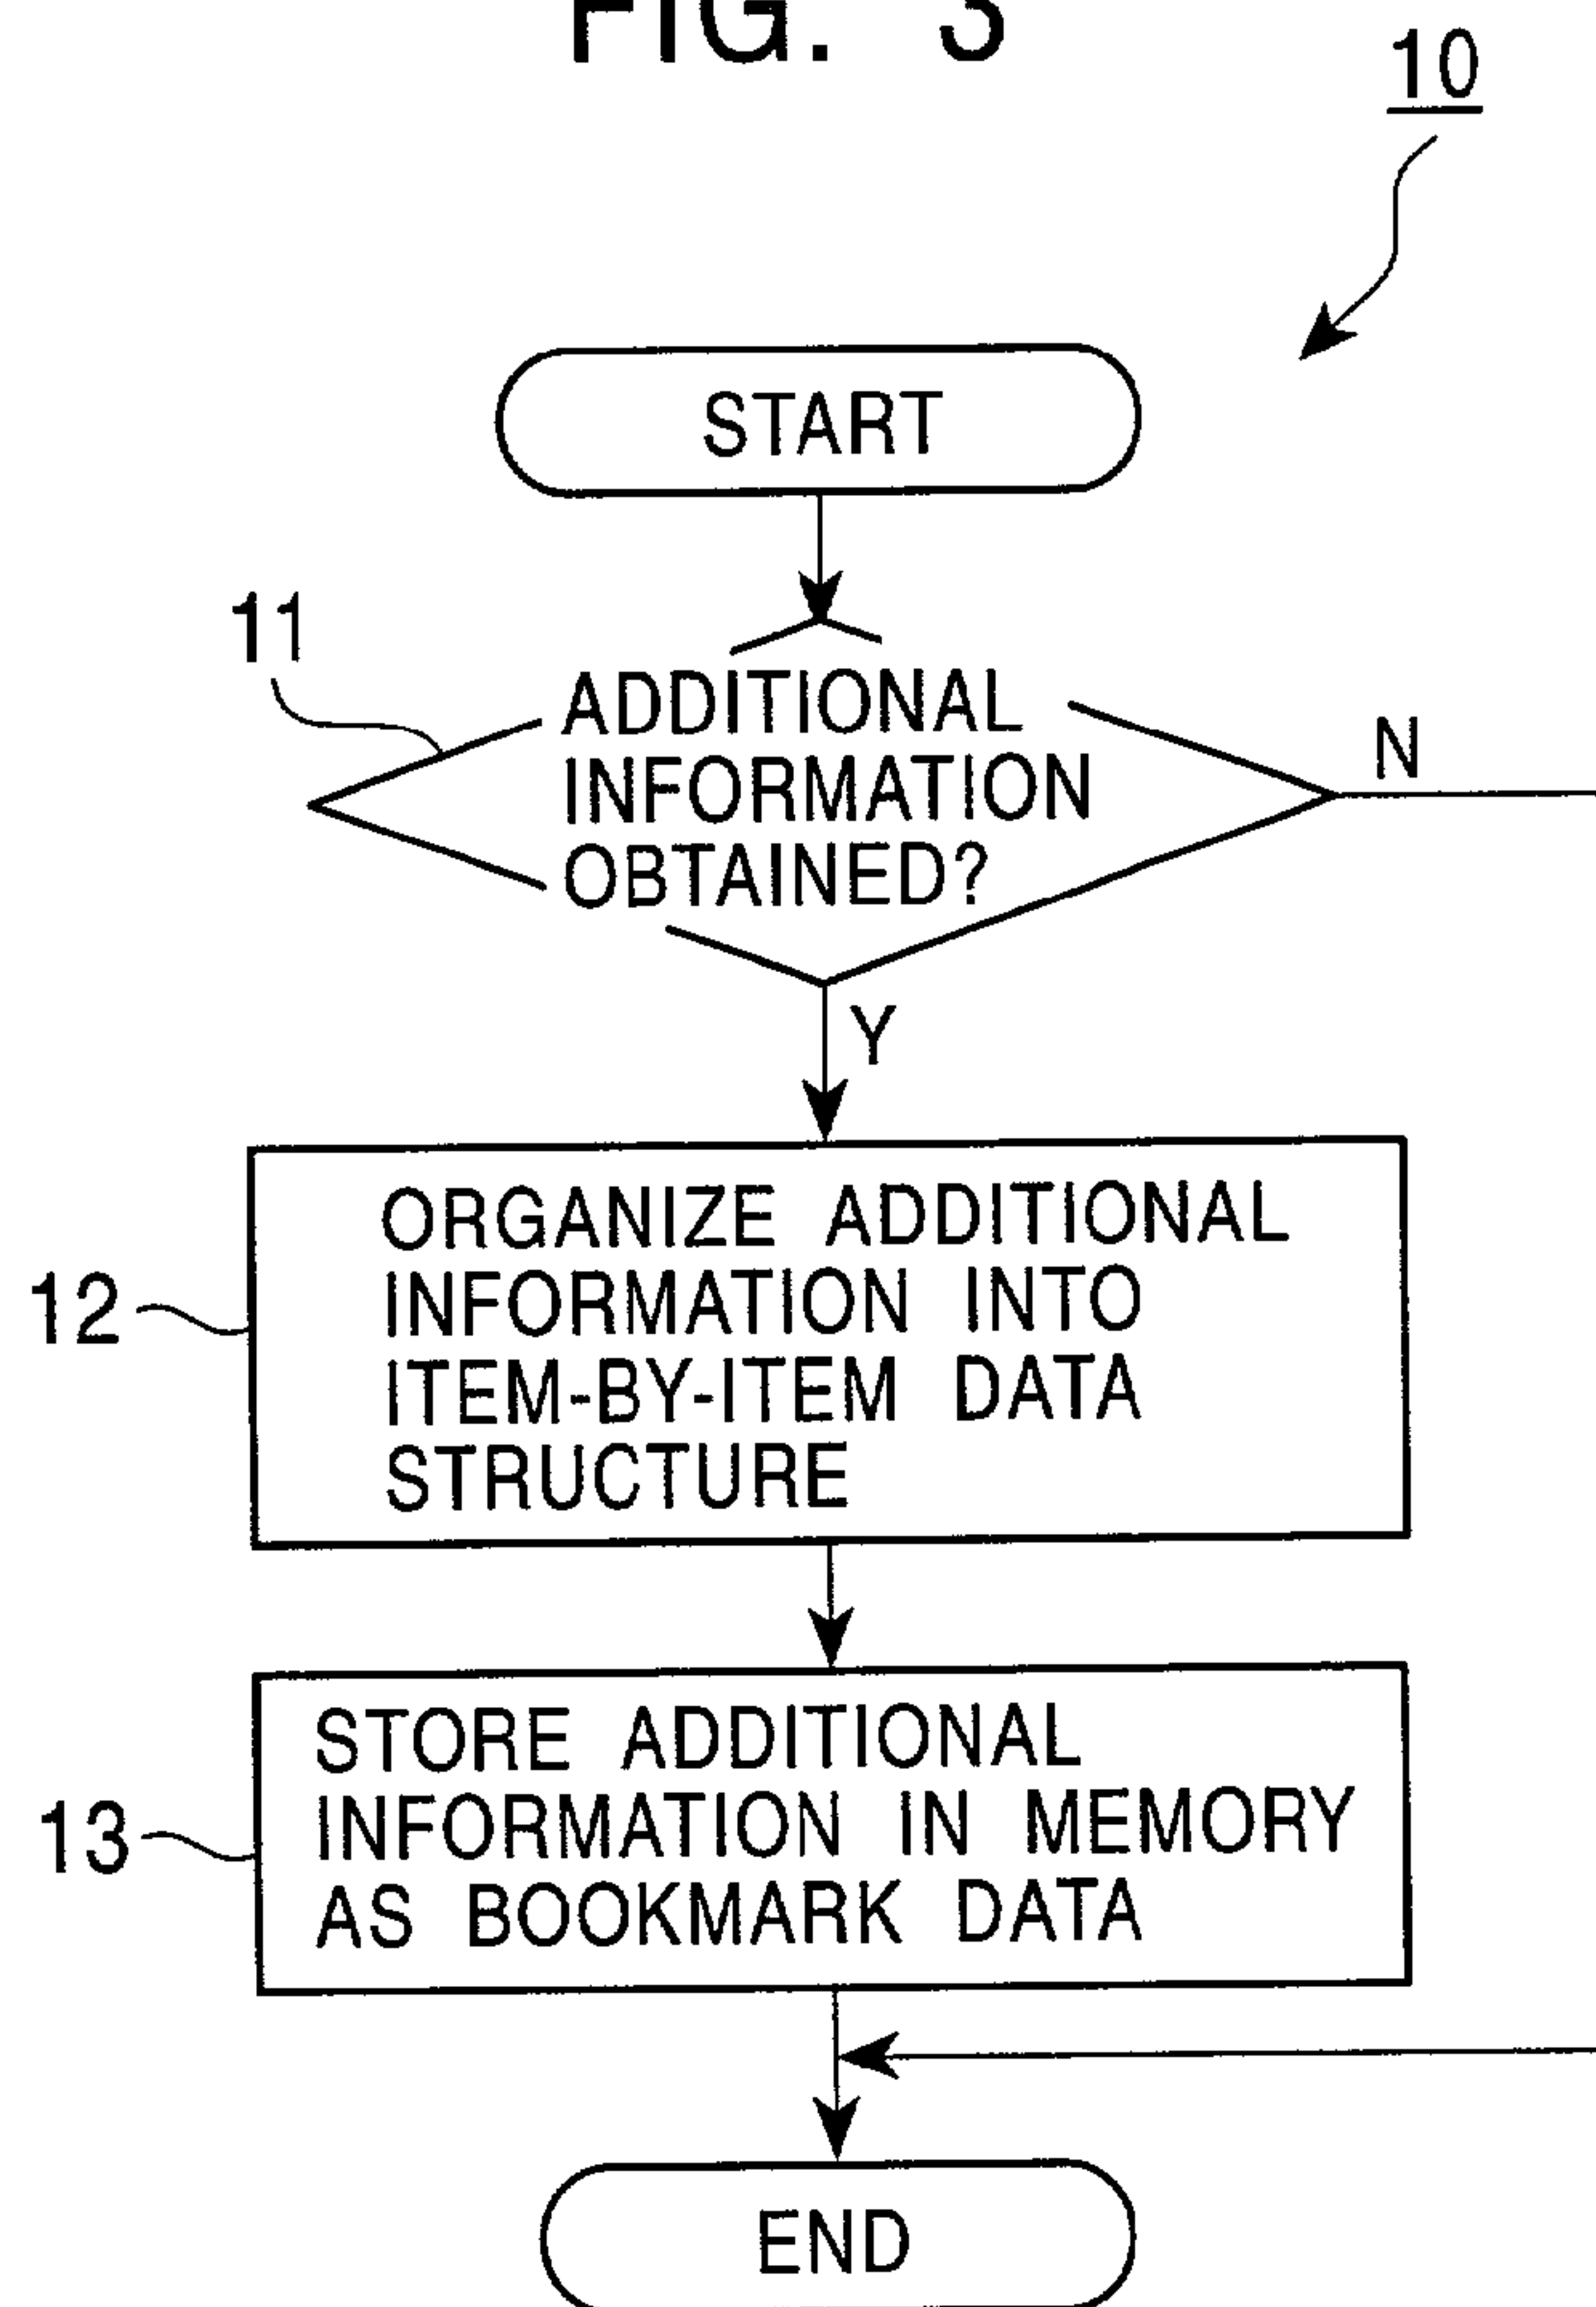 FIG. 3
10
START
11
ADDITIONAL
INFORMATION
OBTAINED?
N
Y
12
ORGANIZE ADDITIONAL
INFORMATION INTO
ITEM-BY-ITEM DATA
STRUCTURE
13
STORE ADDITIONAL
INFORMATION IN MEMORY
AS BOOKMARK DATA
END